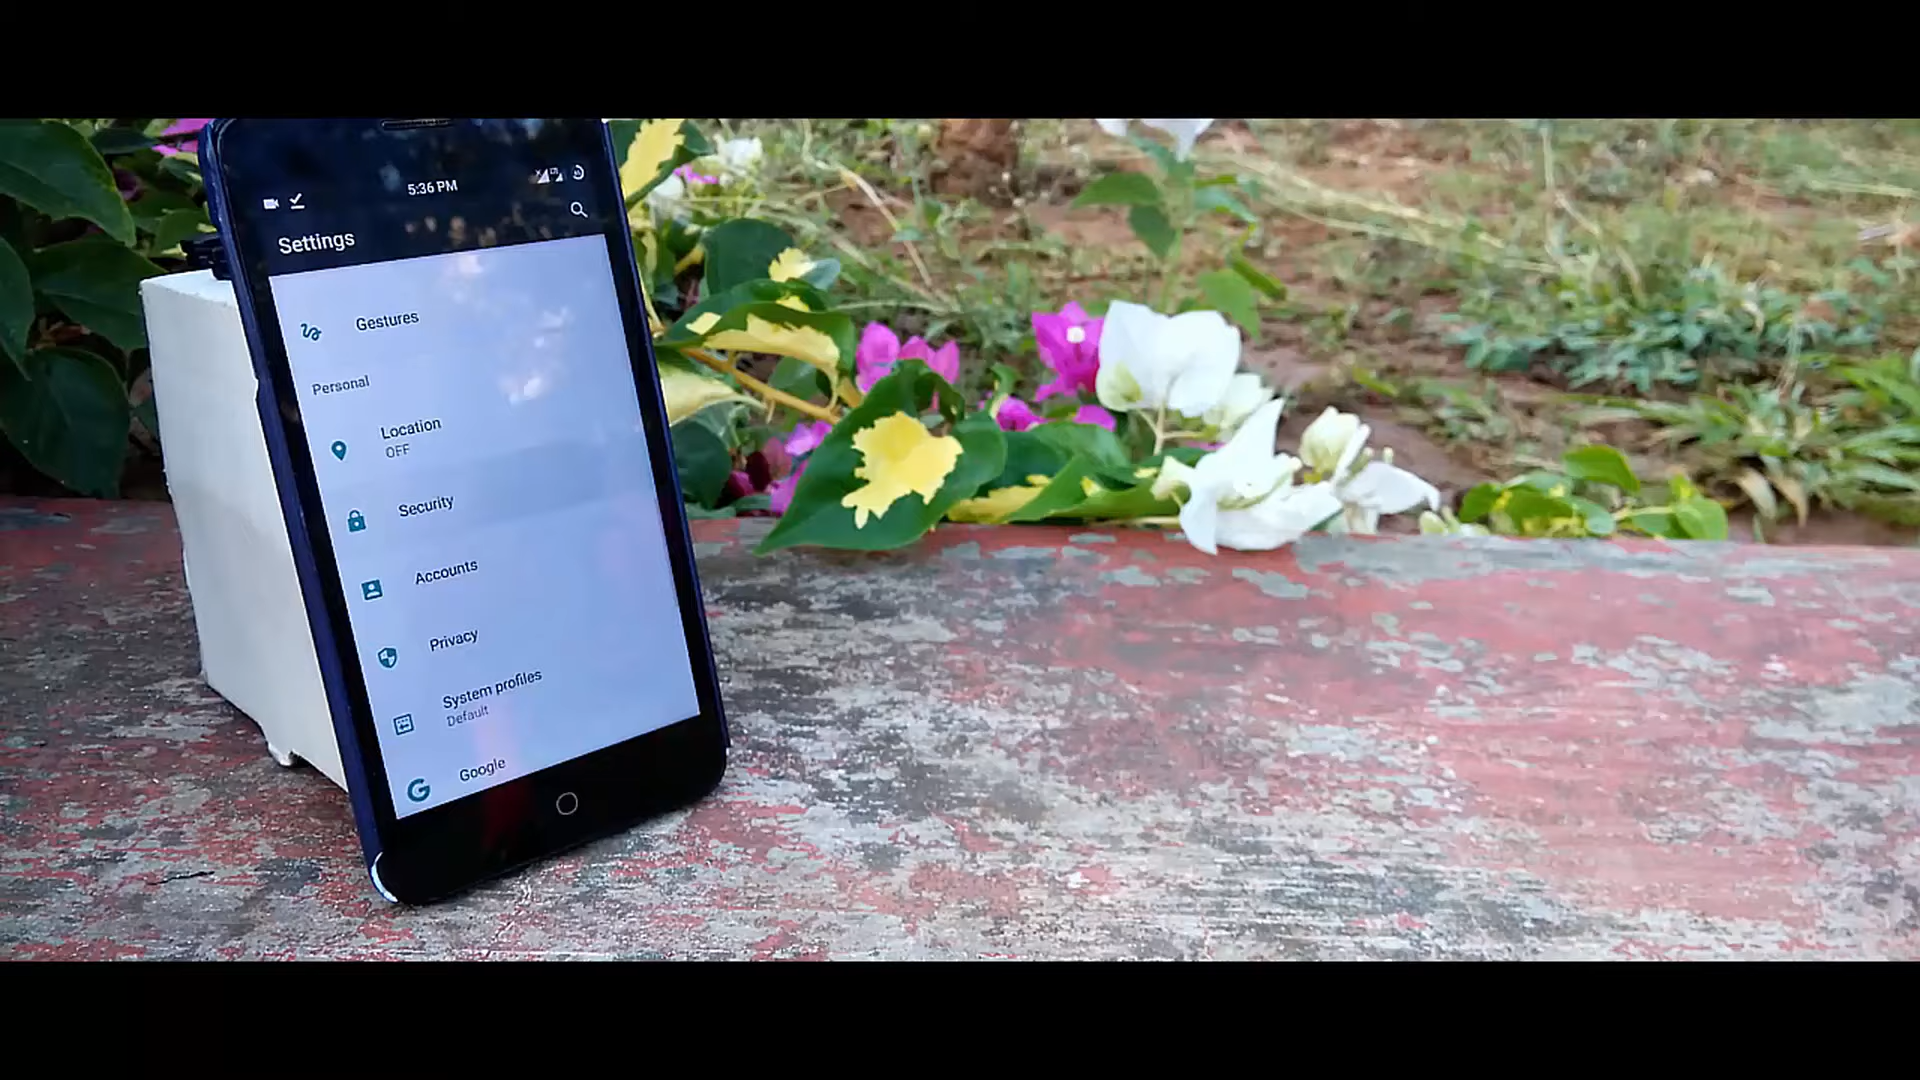 5:36 PM
Settings
Gestures
Personal
Location
OFF
Security
Accounts
Privacy
System profiles
Default
Google